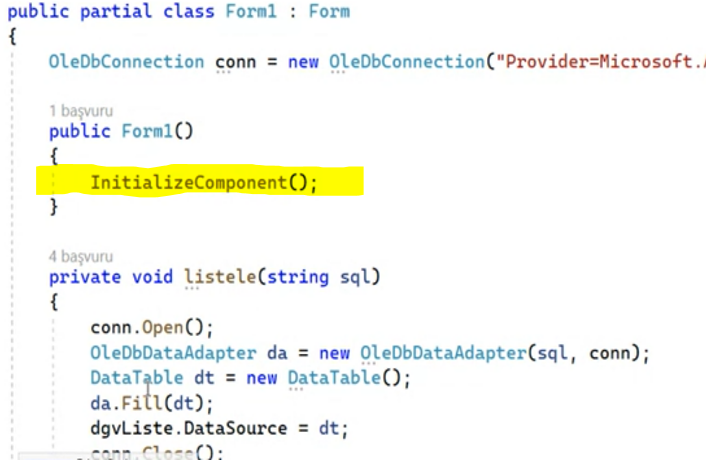 public partial class Form1 : Form
{
OleDbConnection conn = new OleDbConnection("Provider=Microsoft.
1 başvuru
public Form1()
{
InitializeComponent();
}
4 başvuru
private void listele(string sql)
{
conn.Open();
OleDbDataAdapter da = new OleDbDataAdapter(sql, conn);
DataTable dt = new DataTable();
da.Fill(dt);
dgvListe.DataSource = dt;
conn.Close();